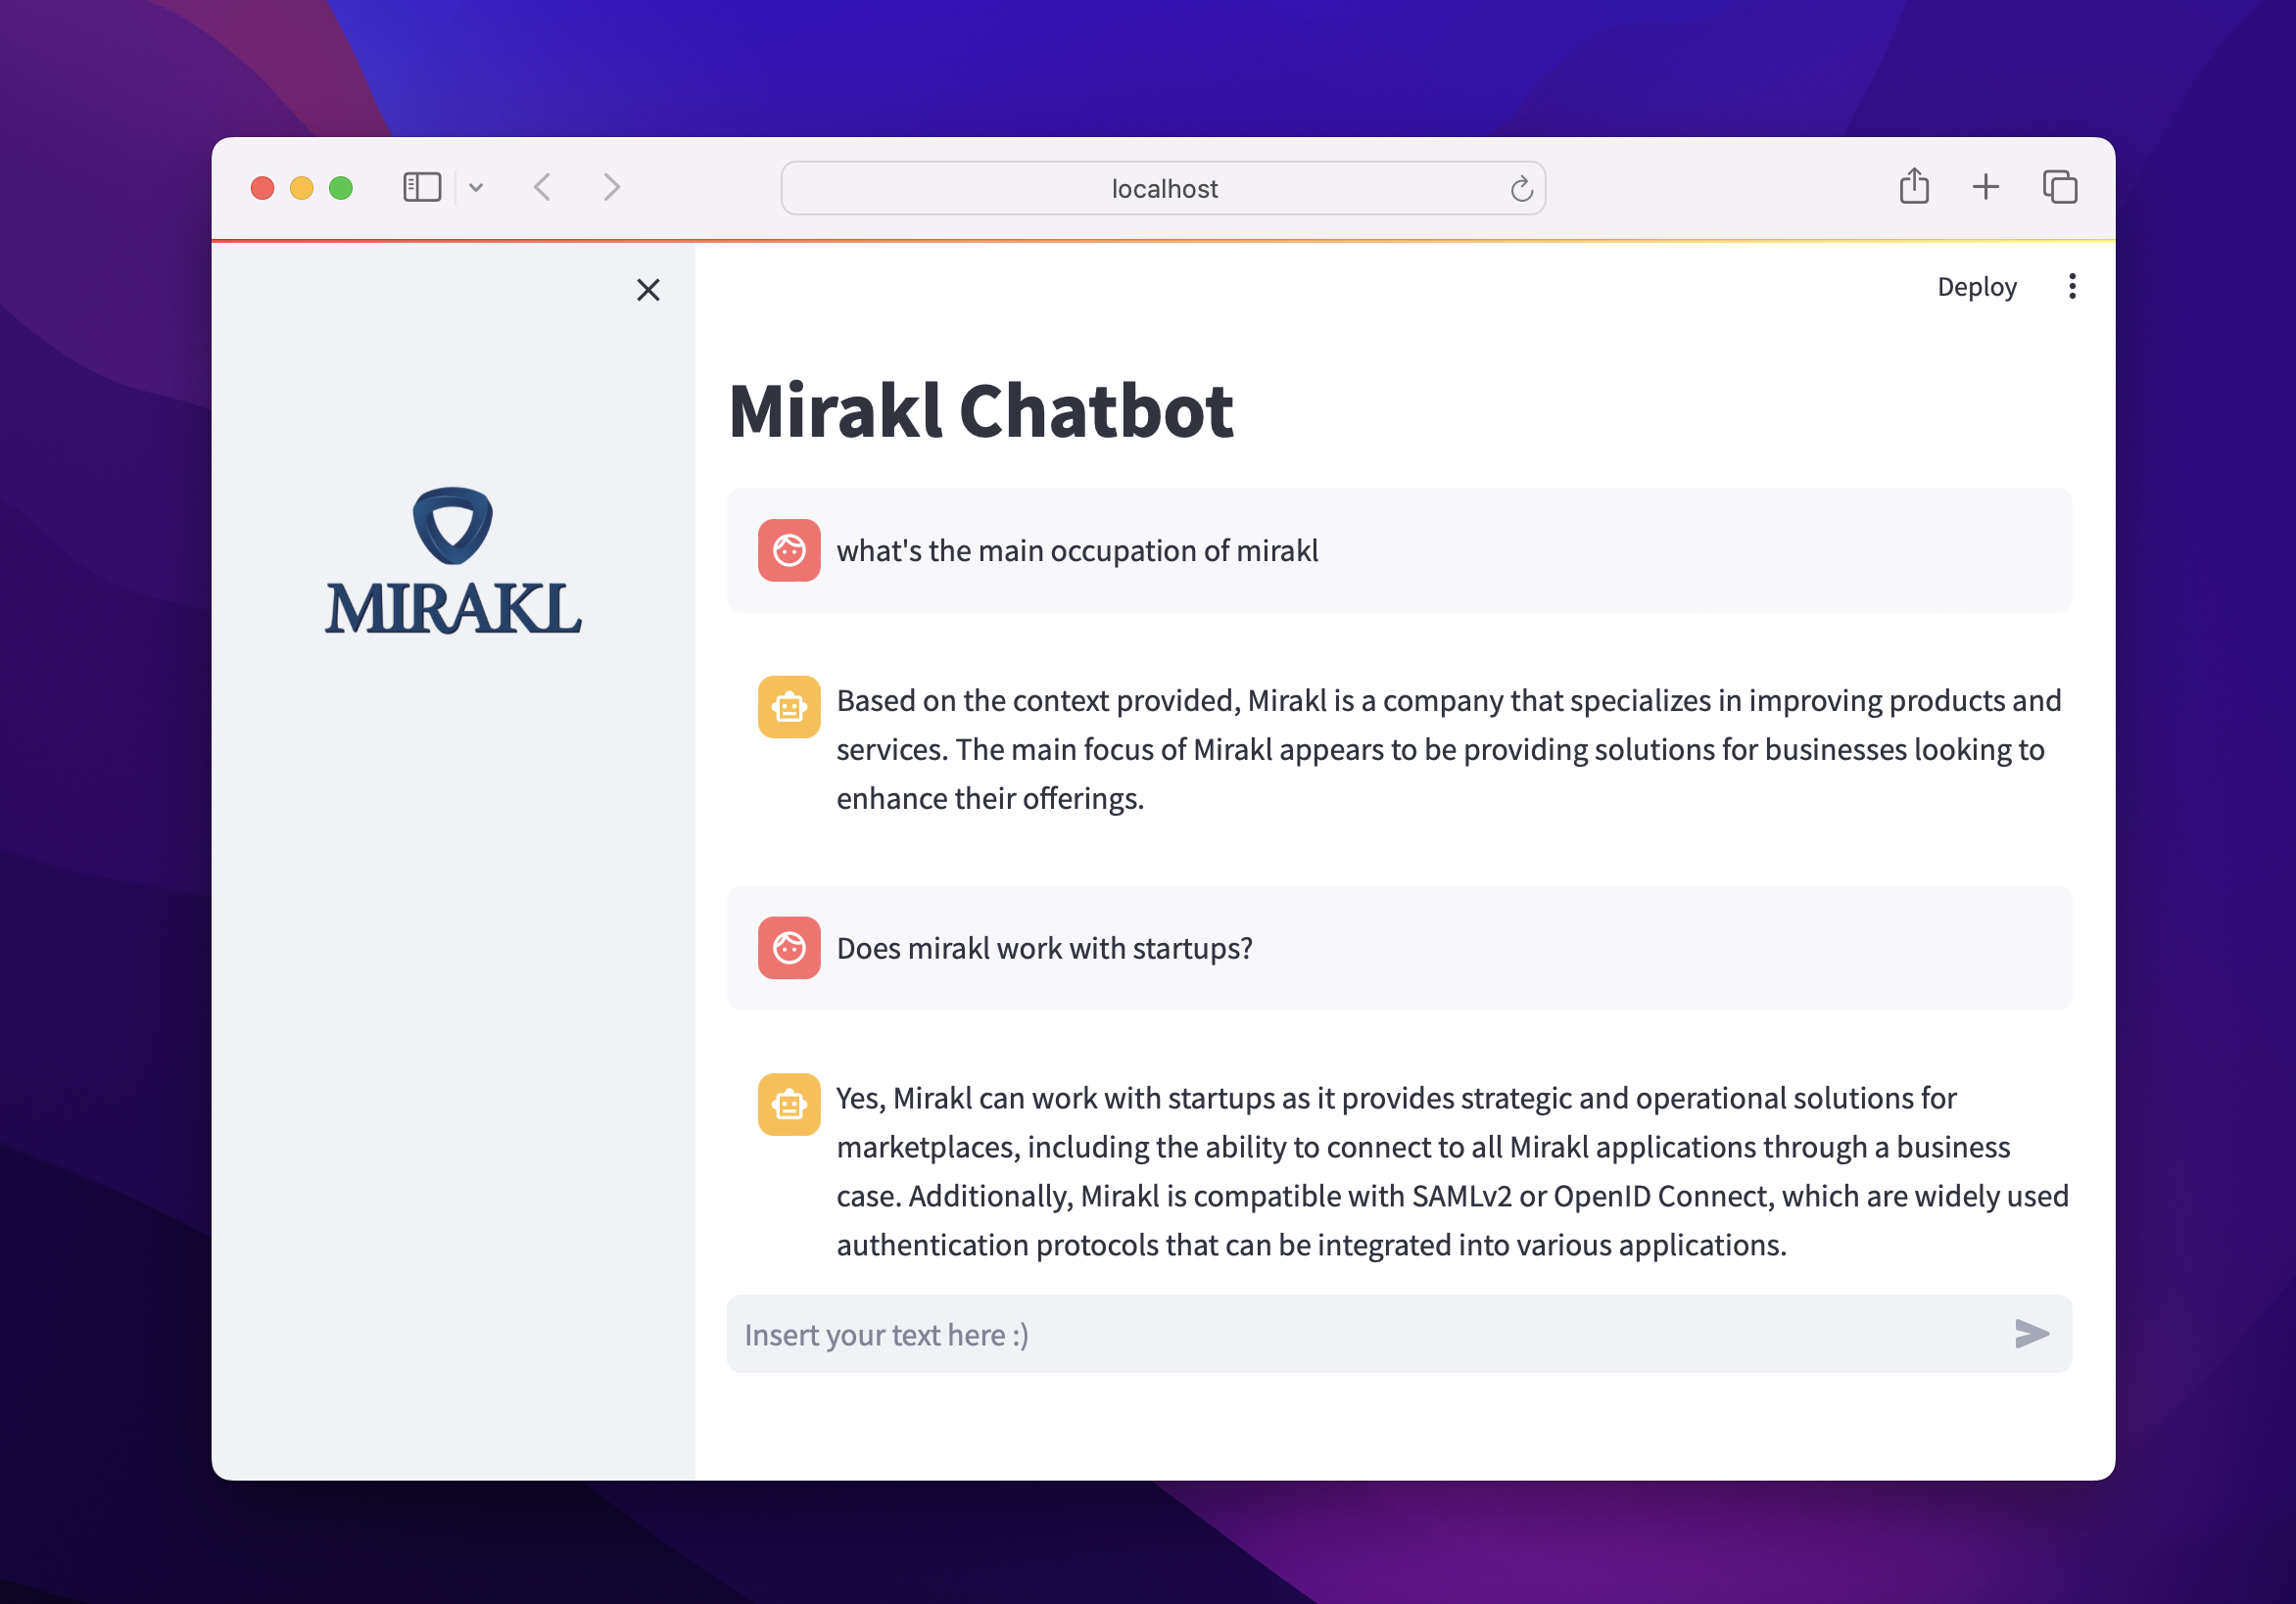 localhost
Deploy
MIRAKL
Mirakl Chatbot
what's the main occupation of mirakl
Based on the context provided, Mirakl is a company that specializes in improving products and
services. The main focus of Mirakl appears to be providing solutions for businesses looking to
enhance their offerings.
Does mirakl work with startups?
Yes, Mirakl can work with startups as it provides strategic and operational solutions for
marketplaces, including the ability to connect to all Mirakl applications through a business
case. Additionally, Mirakl is compatible with SAMLv2 or OpenID Connect, which are widely used
authentication protocols that can be integrated into various applications.
Insert your text here :)